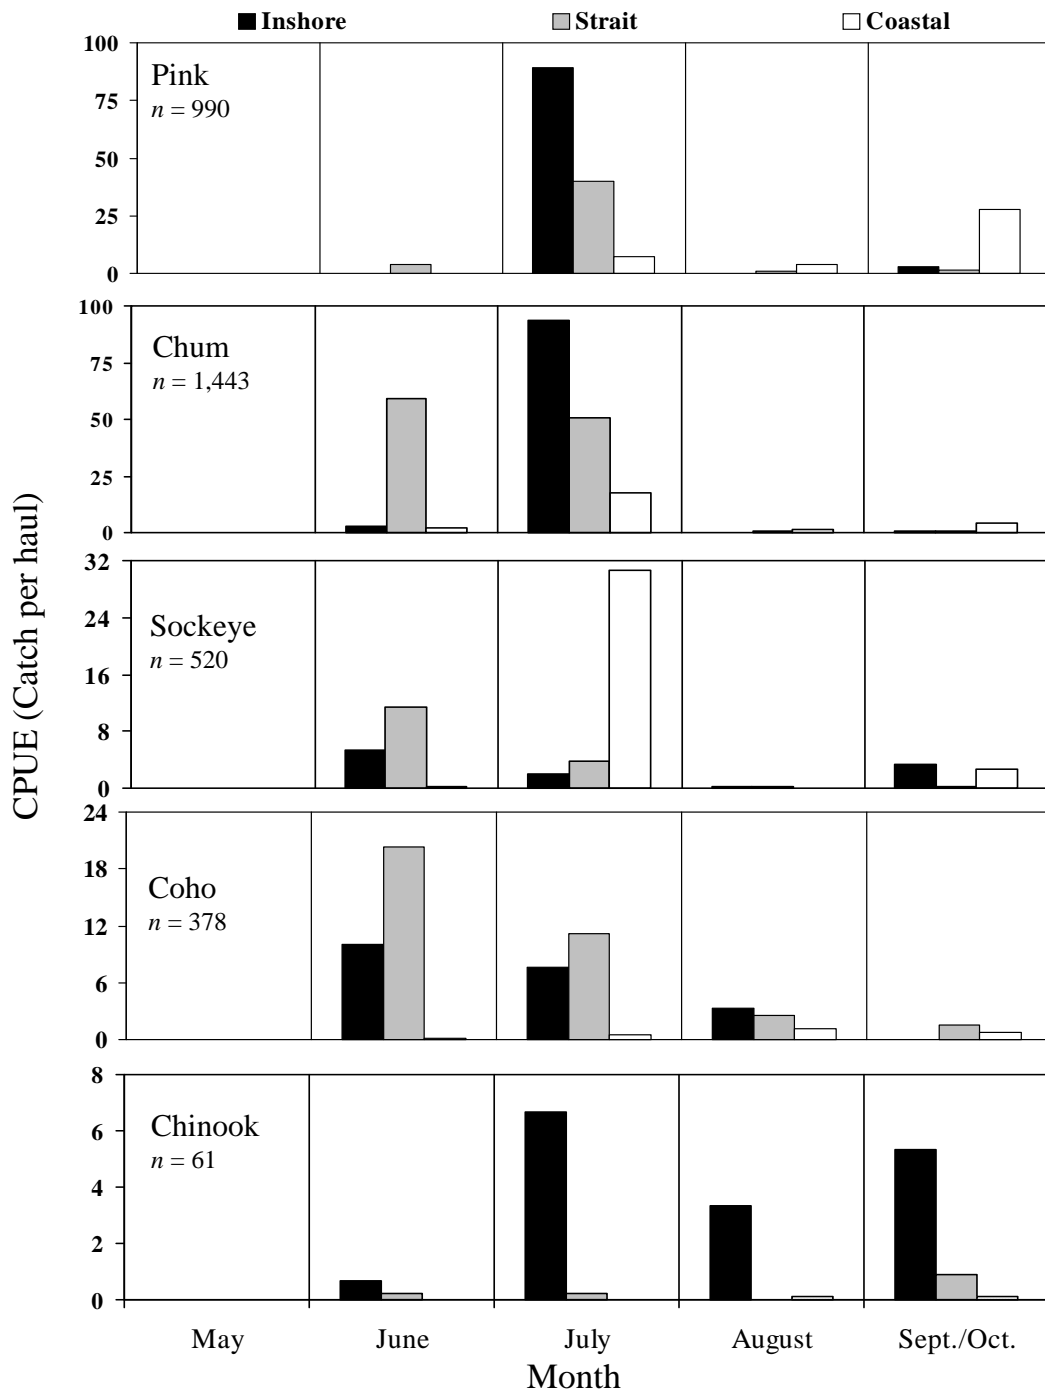 Inshore Strait Coastal
CPUE (Catch per haul)
100
75
50
25
0
Pink
n = 990
100
75
50
25
0
Chum
n = 1,443
32
24
16
8
0
Sockeye
n = 520
24
18
12
6
0
Coho
n = 378
8
6
4
2
0
Chinook
n = 61
May June July August Sept./Oct.
Month